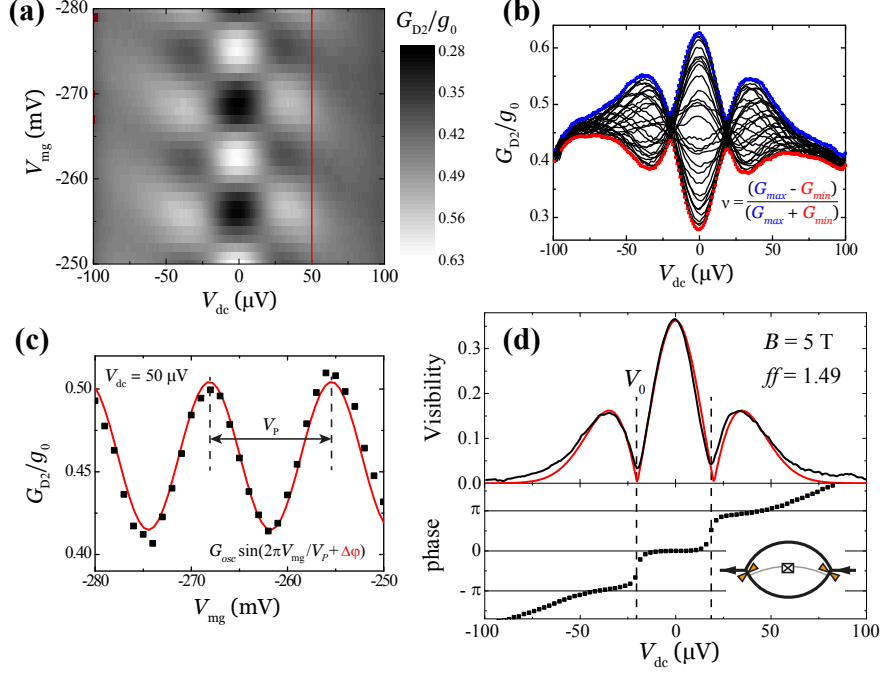 (a)
G_D2/g_0
-280
-270
-260
-250
V_mg (mV)
-100
-50
0
50
100
V_dc (μV)
0.28
0.35
0.42
0.49
0.56
0.63
(b)
0.6
0.5
0.4
0.3
G_D2/g_0
ν = (G_max - G_min)
(G_max + G_min)
-100
-50
0
50
100
V_dc (μV)
(c)
V_dc = 50 μV
0.50
0.45
0.40
G_D2/g_0
V_P
G_osc sin(2πV_mg/V_P+Δφ)
-280
-270
-260
-250
V_mg (mV)
(d)
0.3
0.2
0.1
0.0
Visibility
V_0
B = 5 T
ff = 1.49
π
0
- π
phase
-100
-50
0
50
100
V_dc (μV)